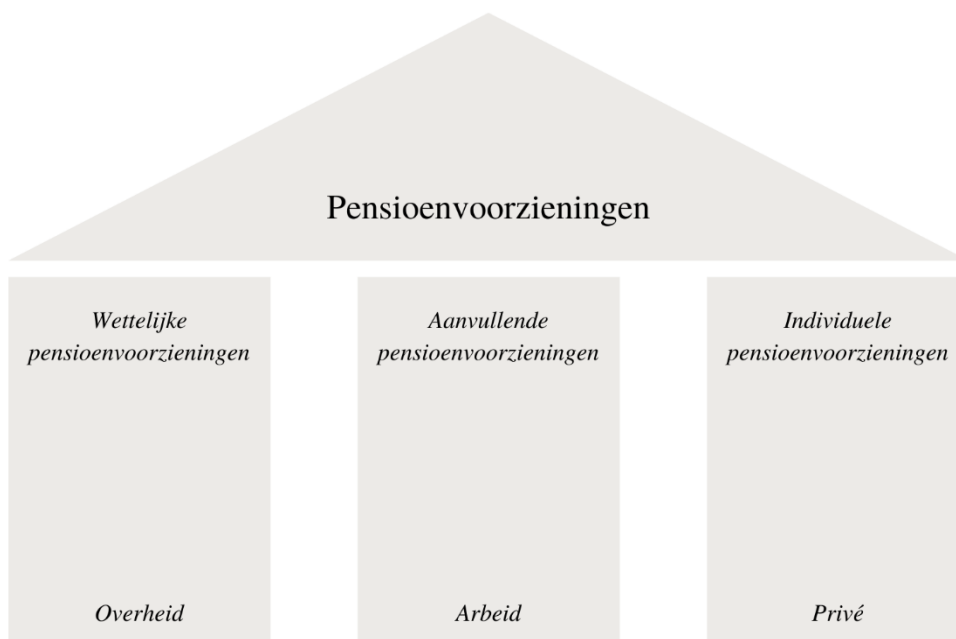 Pensioenvoorzieningen
Wettelijke
pensioenvoorzieningen
Aanvullende
pensioenvoorzieningen
Individuele
pensioenvoorzieningen
Overheid
Arbeid
Privé